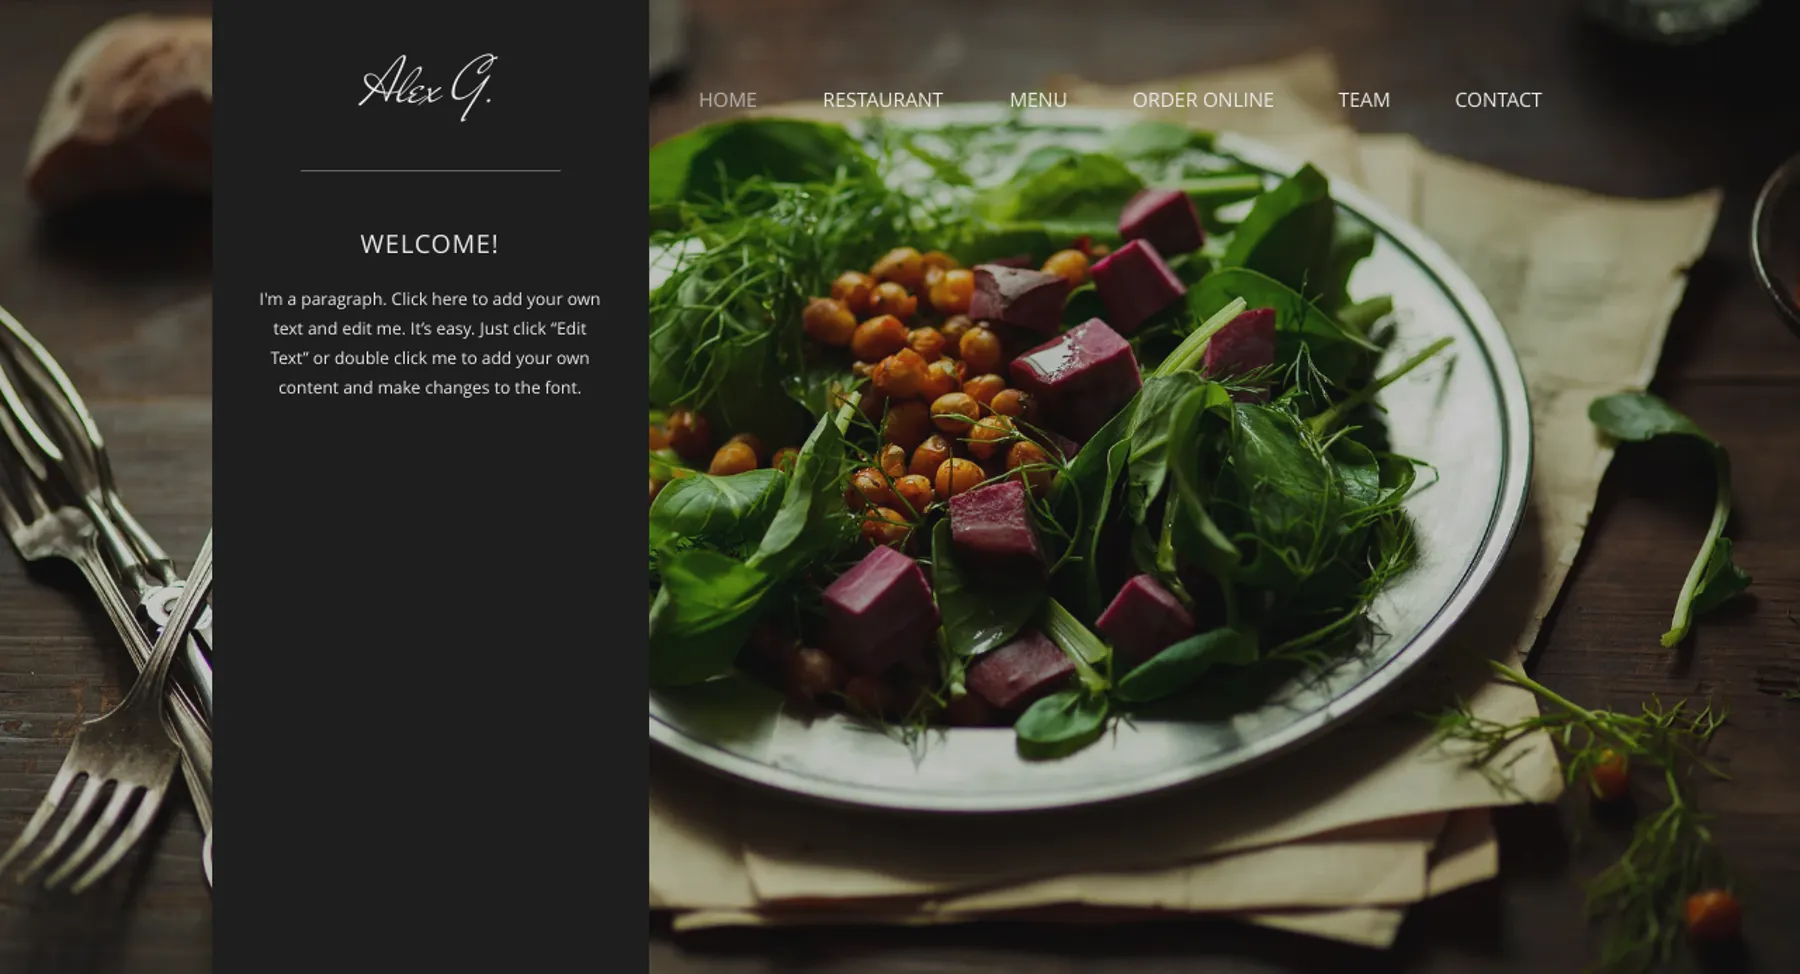 Alex G.
HOME RESTAURANT MENU ORDER ONLINE TEAM CONTACT
WELCOME!
I'm a paragraph. Click here to add your own
text and edit me. It’s easy. Just click “Edit
Text” or double click me to add your own
content and make changes to the font.